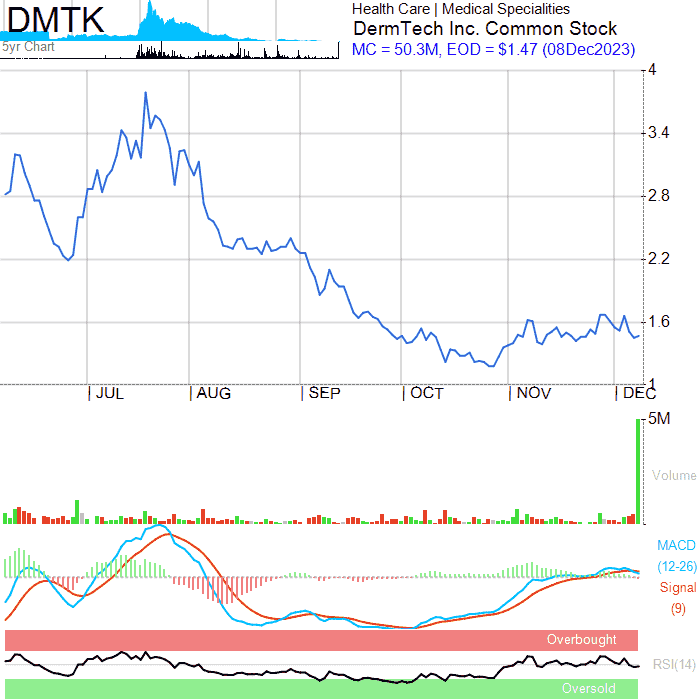 DMTK
5yr Chart
Health Care | Medical Specialities
DermTech Inc. Common Stock
MC = 50.3M, EOD = $1.47 (08Dec2023)
4
3.4
2.8
2.2
1.6
1
JUL
AUG
SEP
OCT
NOV
DEC
5M
Volume
MACD
(12-26)
Signal
(9)
Overbought
RSI(14)
Oversold